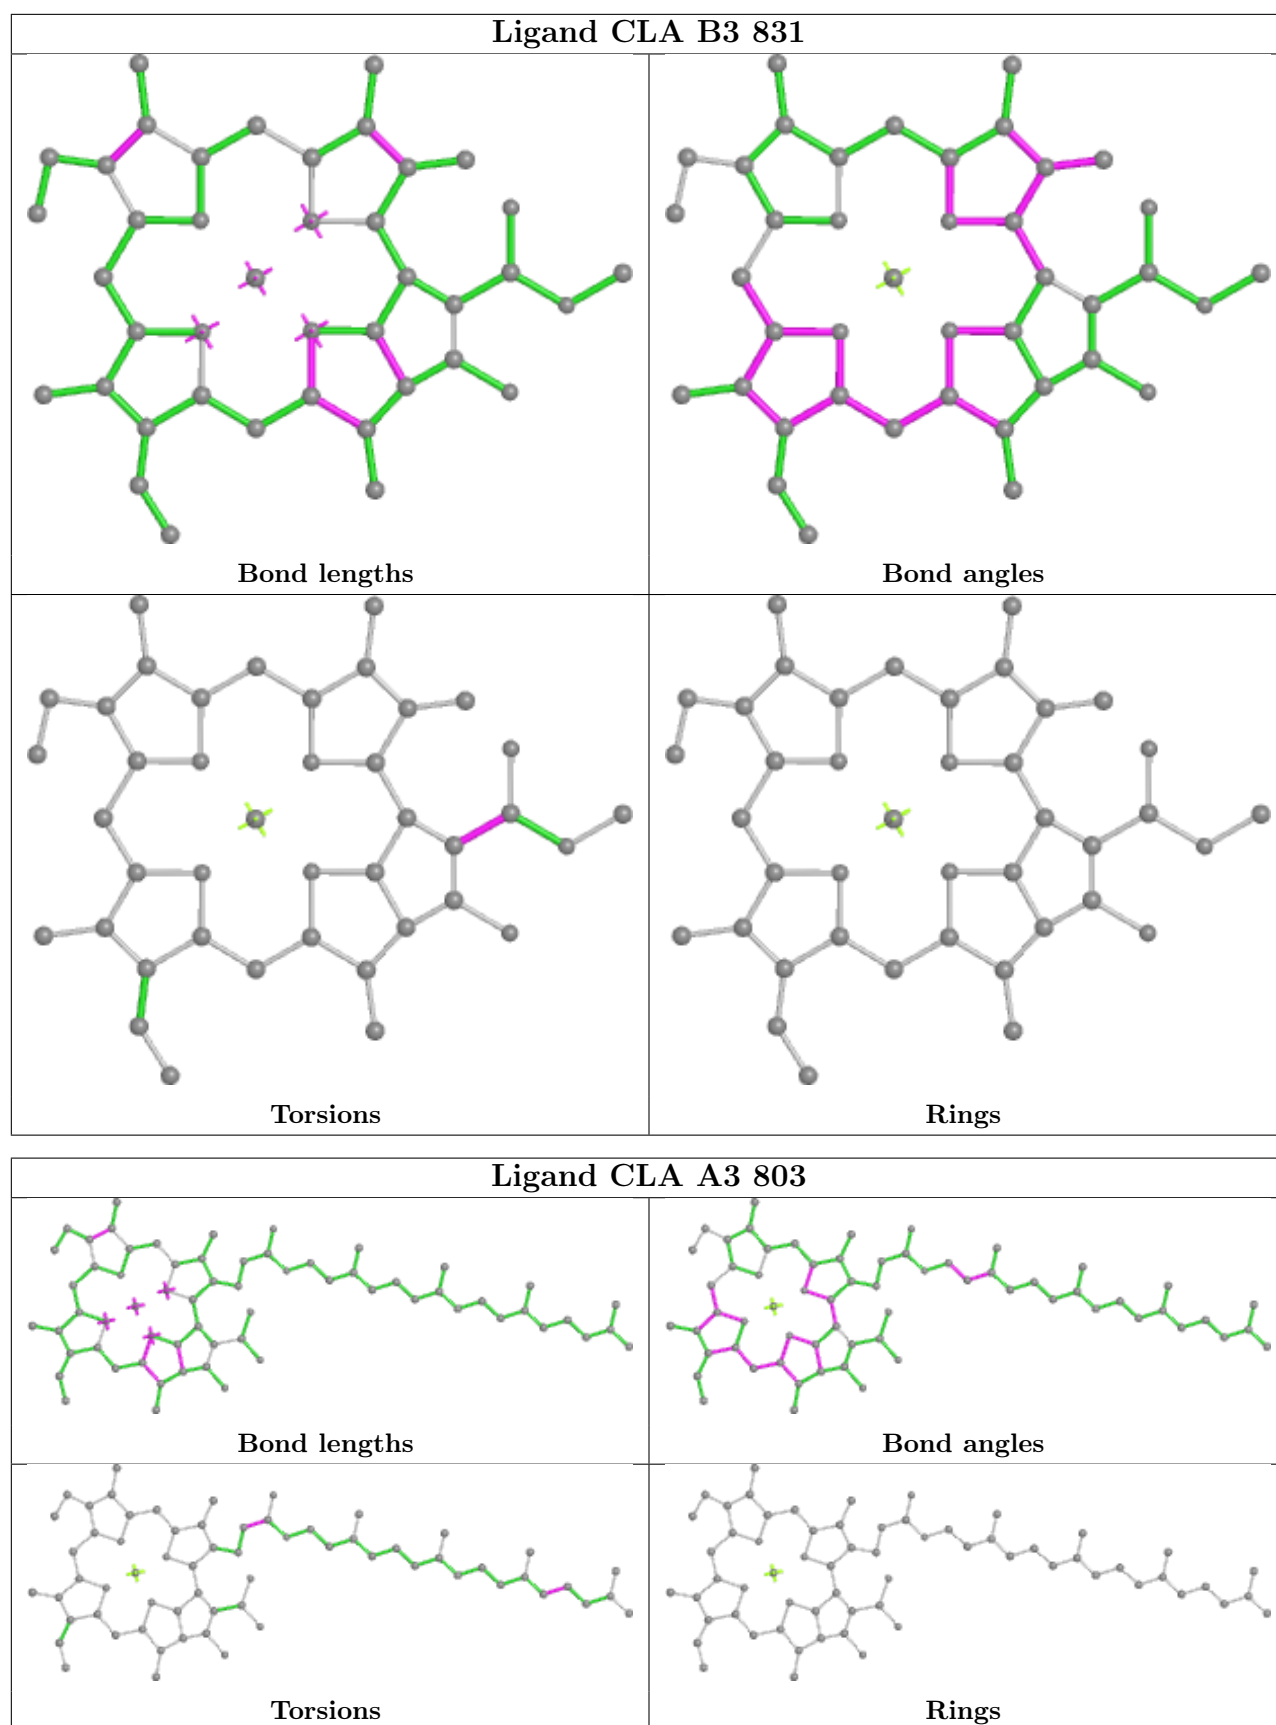 Ligand CLA B3 831
Bond lengths
Bond angles
Torsions
Rings
Ligand CLA A3 803
Bond lengths
Bond angles
Torsions
Rings